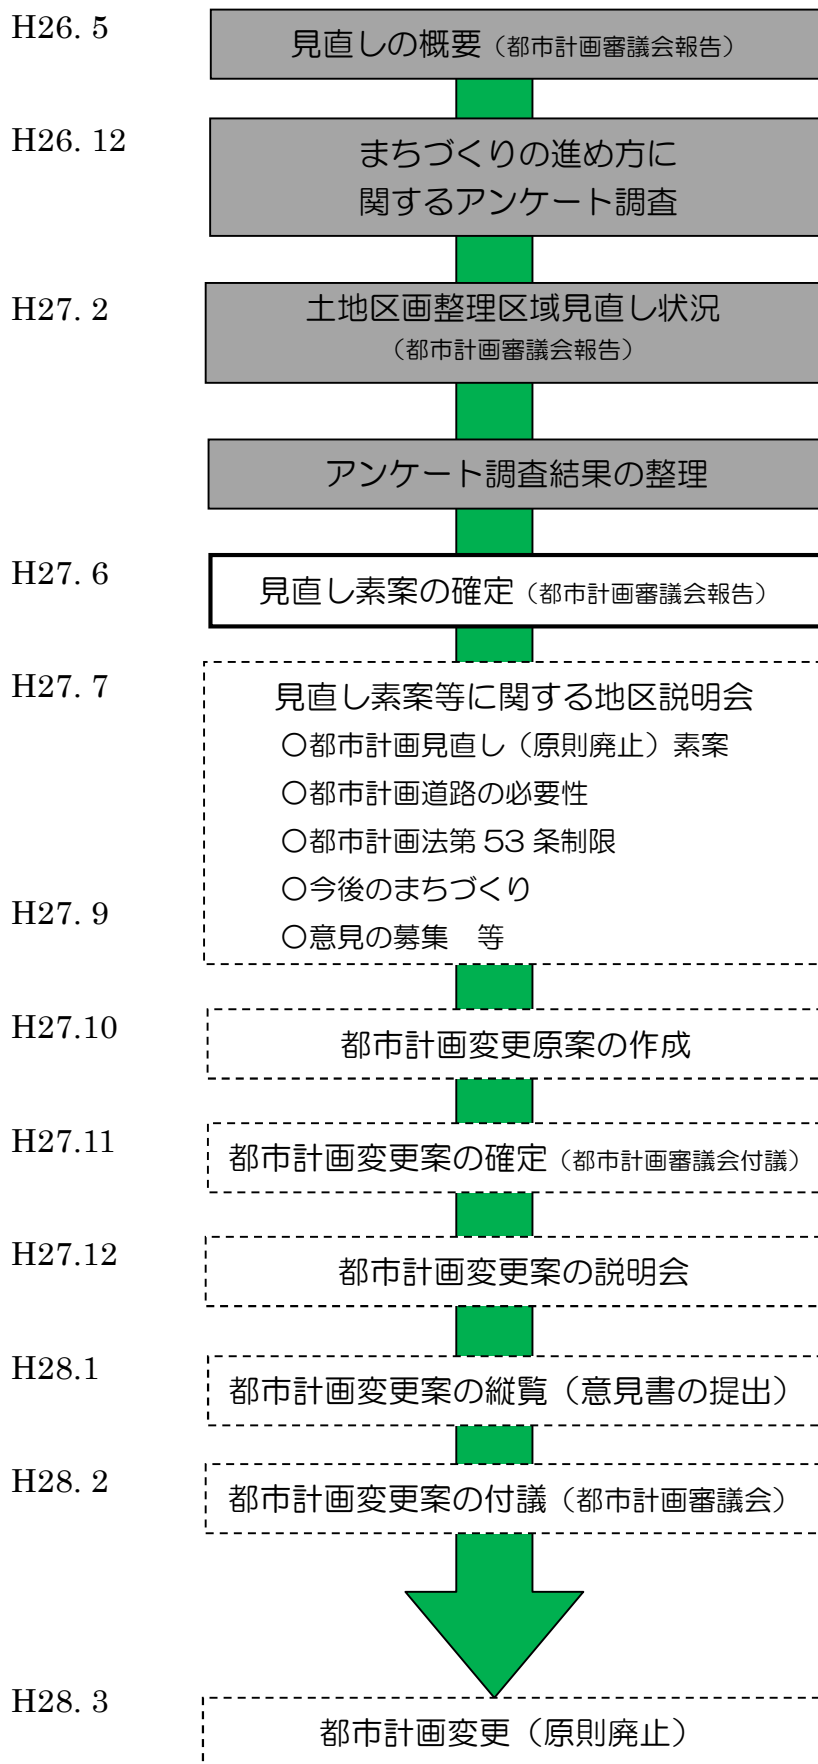 H26. 5
見直しの概要（都市計画審議会報告）
H26. 12
まちづくりの進め方に
関するアンケート調査
H27. 2
土地区画整理区域見直し状況
（都市計画審議会報告）
アンケート調査結果の整理
H27. 6
見直し素案の確定（都市計画審議会報告）
H27. 7
見直し素案等に関する地区説明会
○都市計画見直し（原則廃止）素案
○都市計画道路の必要性
○都市計画法第 53 条制限
○今後のまちづくり
H27. 9
○意見の募集　等
H27.10
都市計画変更原案の作成
H27.11
都市計画変更案の確定（都市計画審議会付議）
H27.12
都市計画変更案の説明会
H28.1
都市計画変更案の縦覧（意見書の提出）
H28. 2
都市計画変更案の付議（都市計画審議会）
H28. 3
都市計画変更（原則廃止）